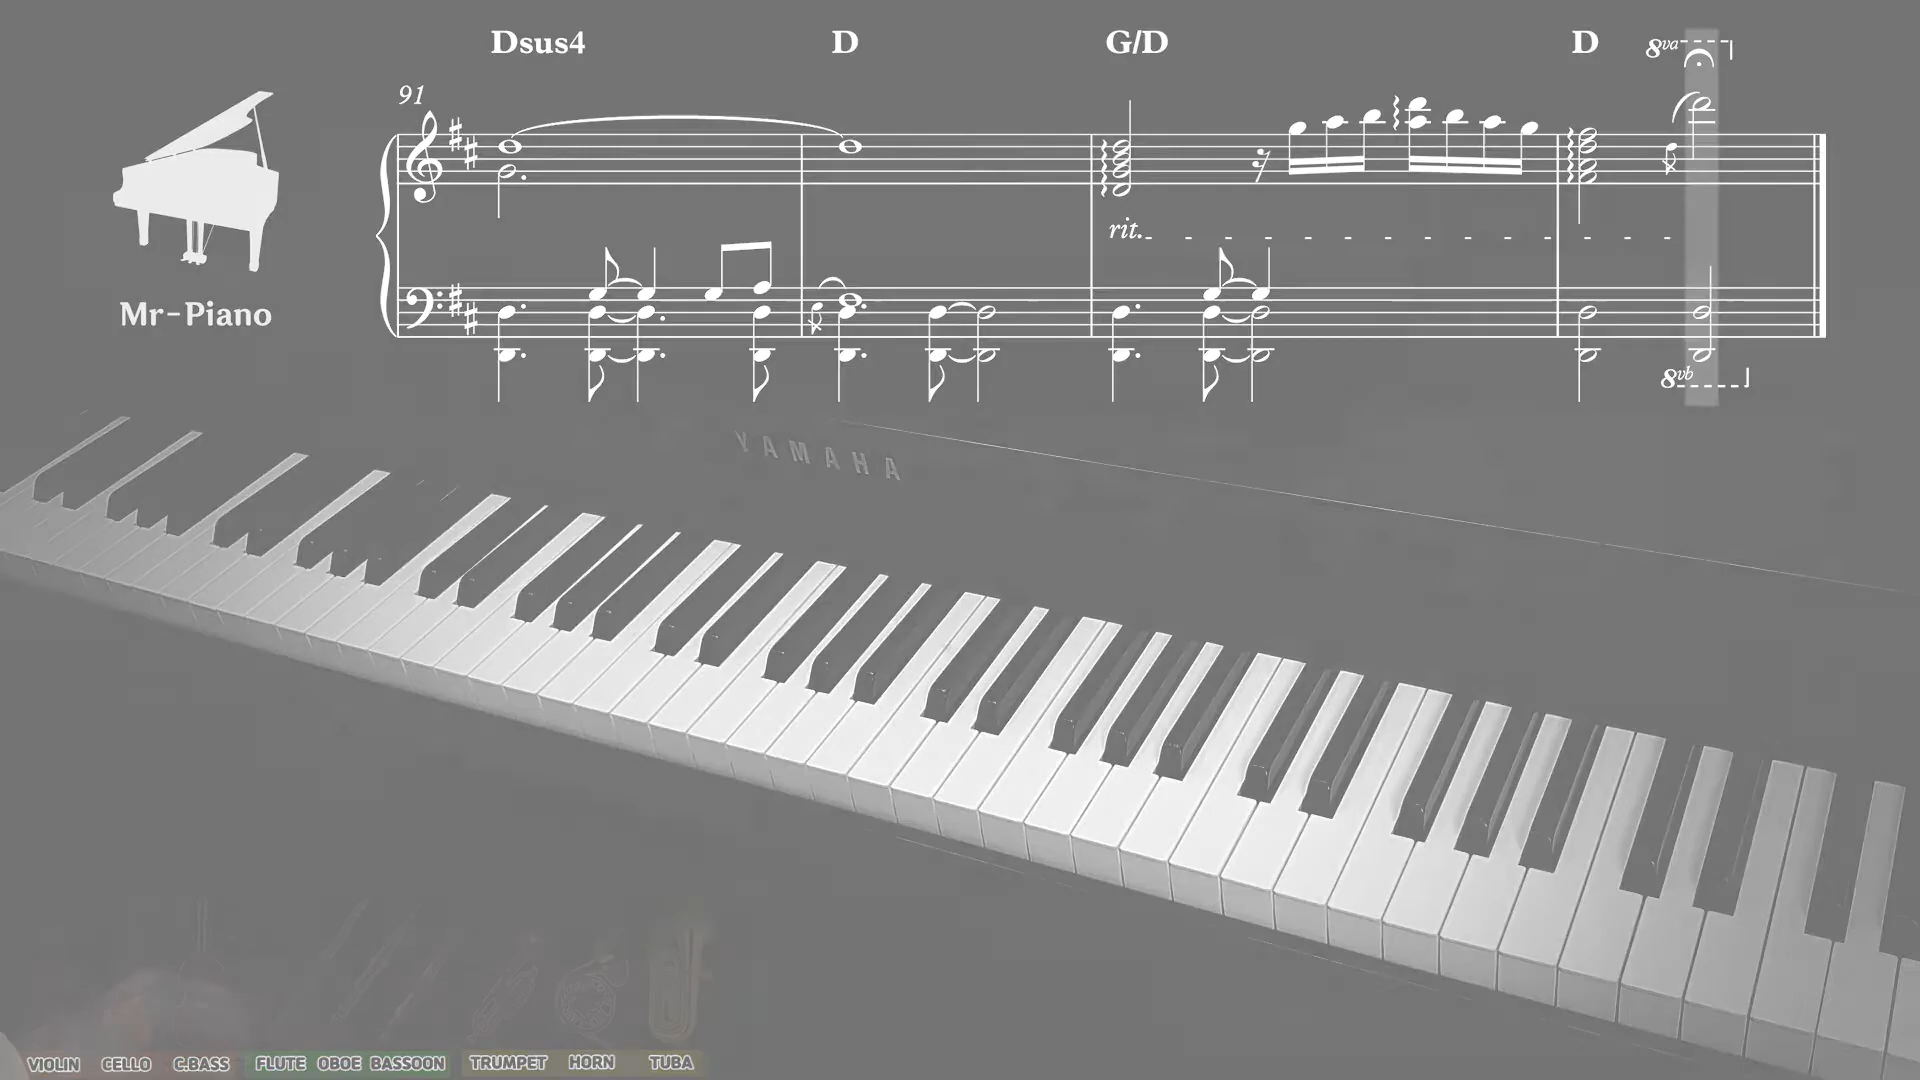 Dsus4 D G/D D
8va
91
rit.
Mr-Piano
8vb
YAMAHA
VIOLIN CELLO C.BASS FLUTE OBOE BASSOON TRUMPET HORN TUBA